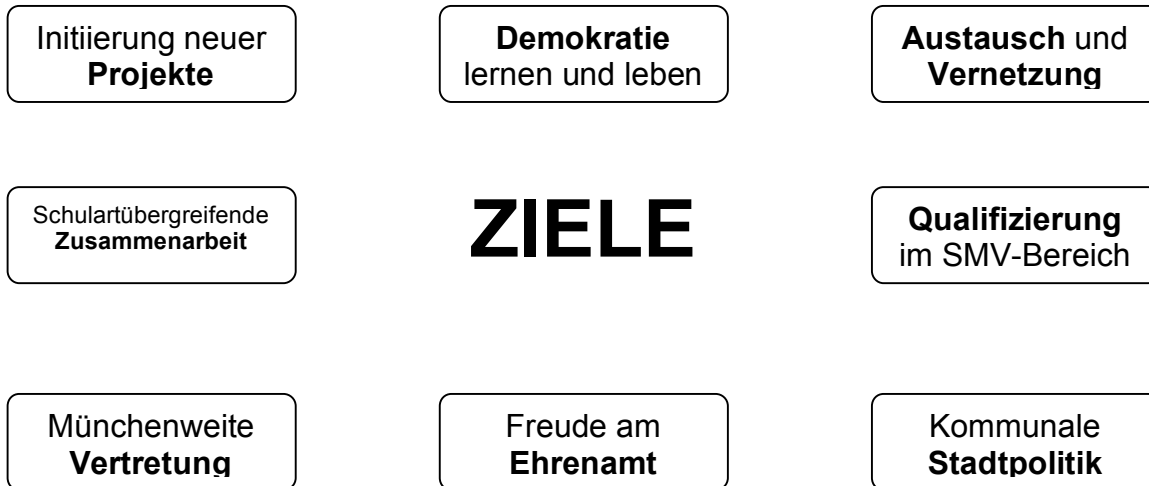 Initiierung neuer
Projekte
Demokratie
lernen und leben
Austausch und
Vernetzung
Schulartübergreifende
Zusammenarbeit
ZIELE
Qualifizierung
im SMV-Bereich
Münchenweite
Vertretung
Freude am
Ehrenamt
Kommunale
Stadtpolitik